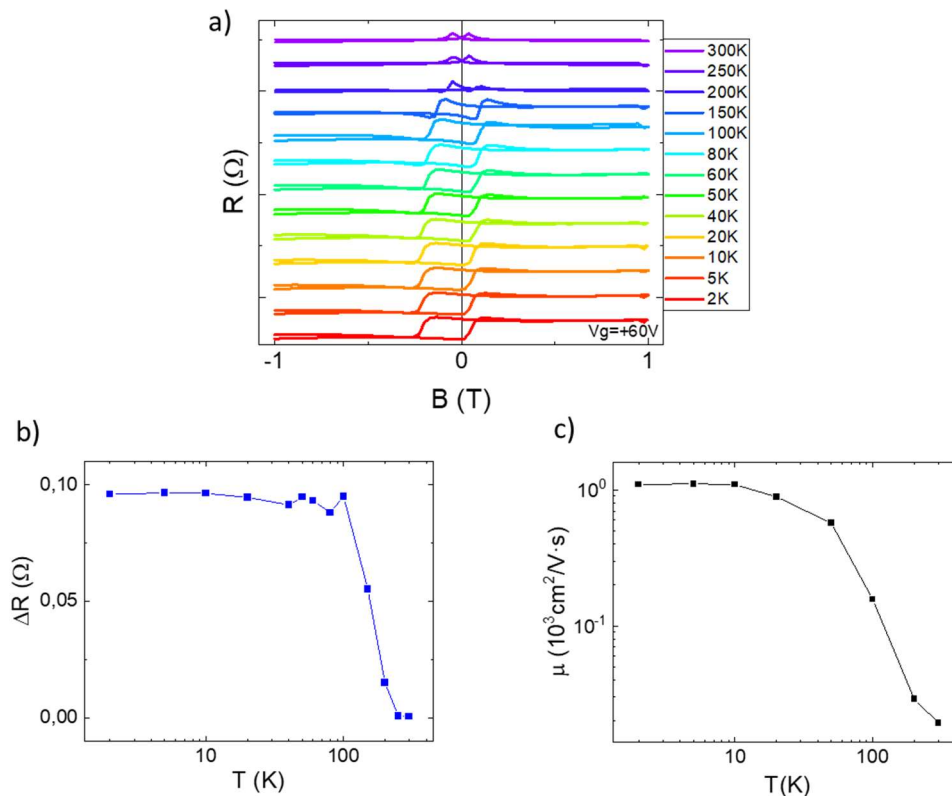 a)
R (Ω)
300K
250K
200K
150K
100K
80K
60K
50K
40K
20K
10K
5K
2K
Vg=+60V
-1 0 1
B (T)
b)
c)
0,10
0,05
0,00
ΔR (Ω)
10 100
T (K)
10⁰
10⁻¹
μ (10³cm²/V·s)
10 100
T(K)